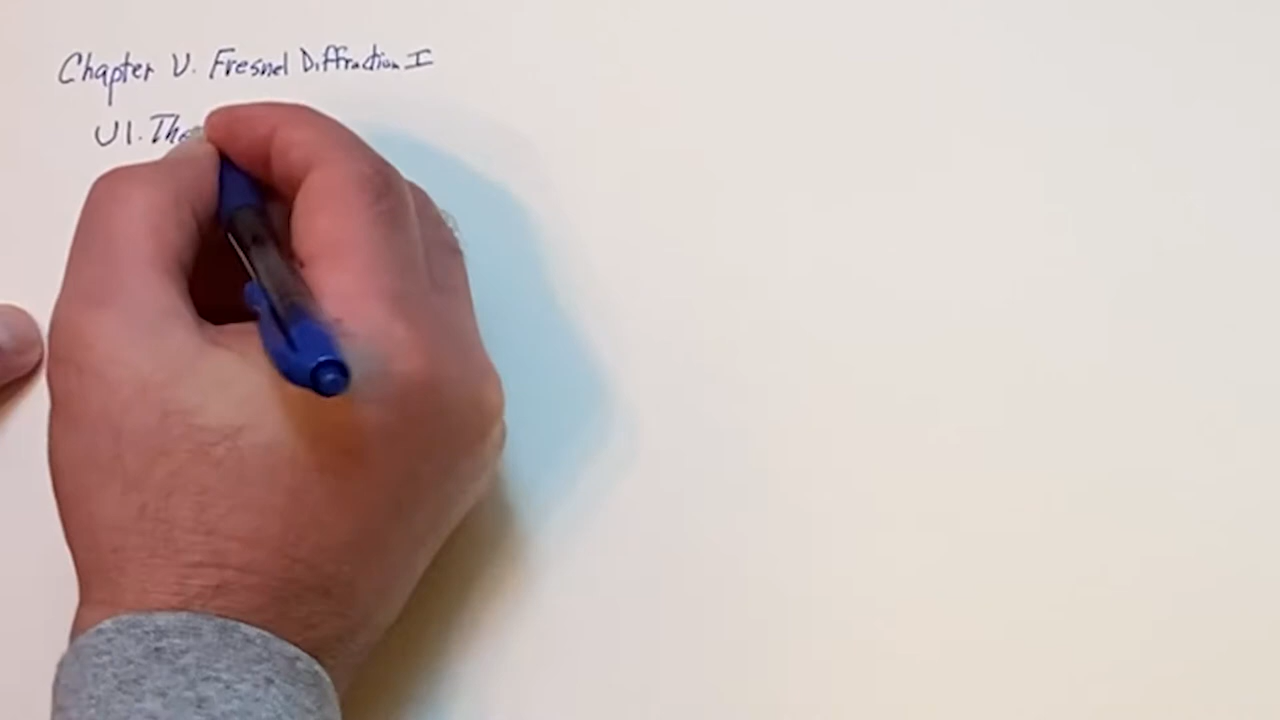 Chapter V. Fresnel Diffraction I
V1. The